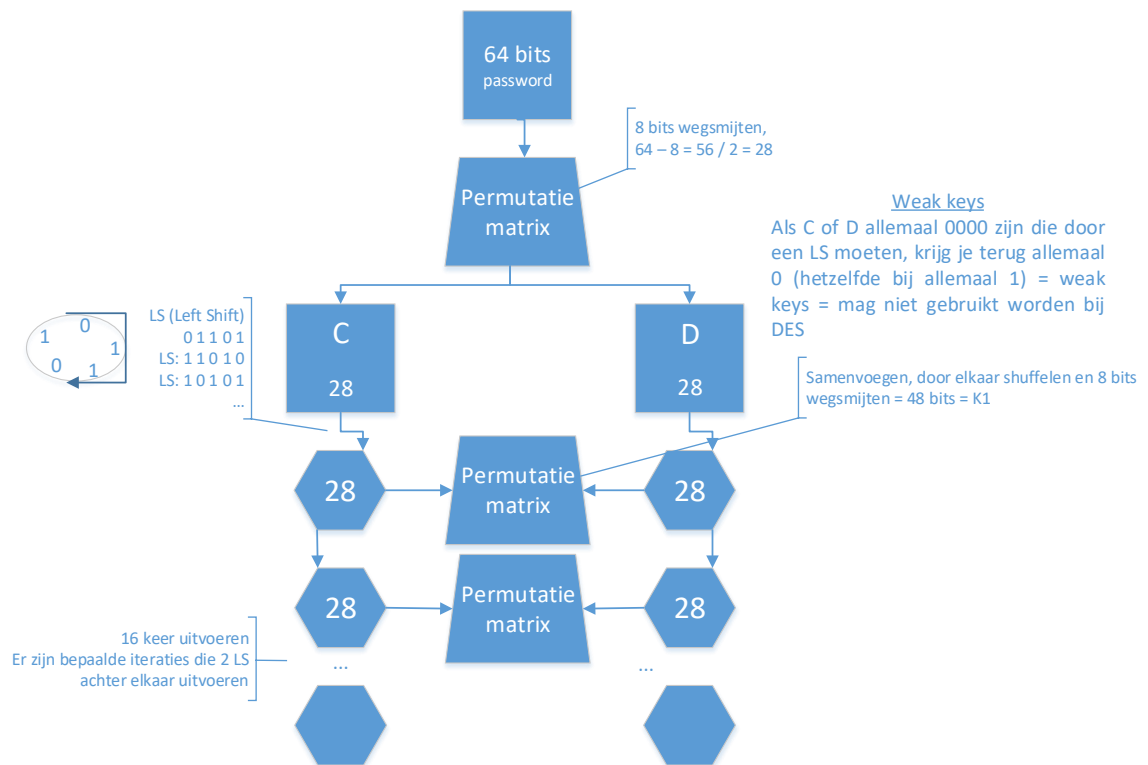 64 bits
password
8 bits wegsmijten,
64 – 8 = 56 / 2 = 28
Permutatie
matrix
Weak keys
Als C of D allemaal 0000 zijn die door
een LS moeten, krijg je terug allemaal
0 (hetzelfde bij allemaal 1) = weak
keys = mag niet gebruikt worden bij
DES
1
0
1
1
0
LS (Left Shift)
0 1 1 0 1
LS: 1 1 0 1 0
LS: 1 0 1 0 1
...
C
28
D
28
Samenvoegen, door elkaar shuffelen en 8 bits
wegsmijten = 48 bits = K1
28
Permutatie
matrix
28
28
Permutatie
matrix
28
16 keer uitvoeren
Er zijn bepaalde iteraties die 2 LS
achter elkaar uitvoeren
...
...